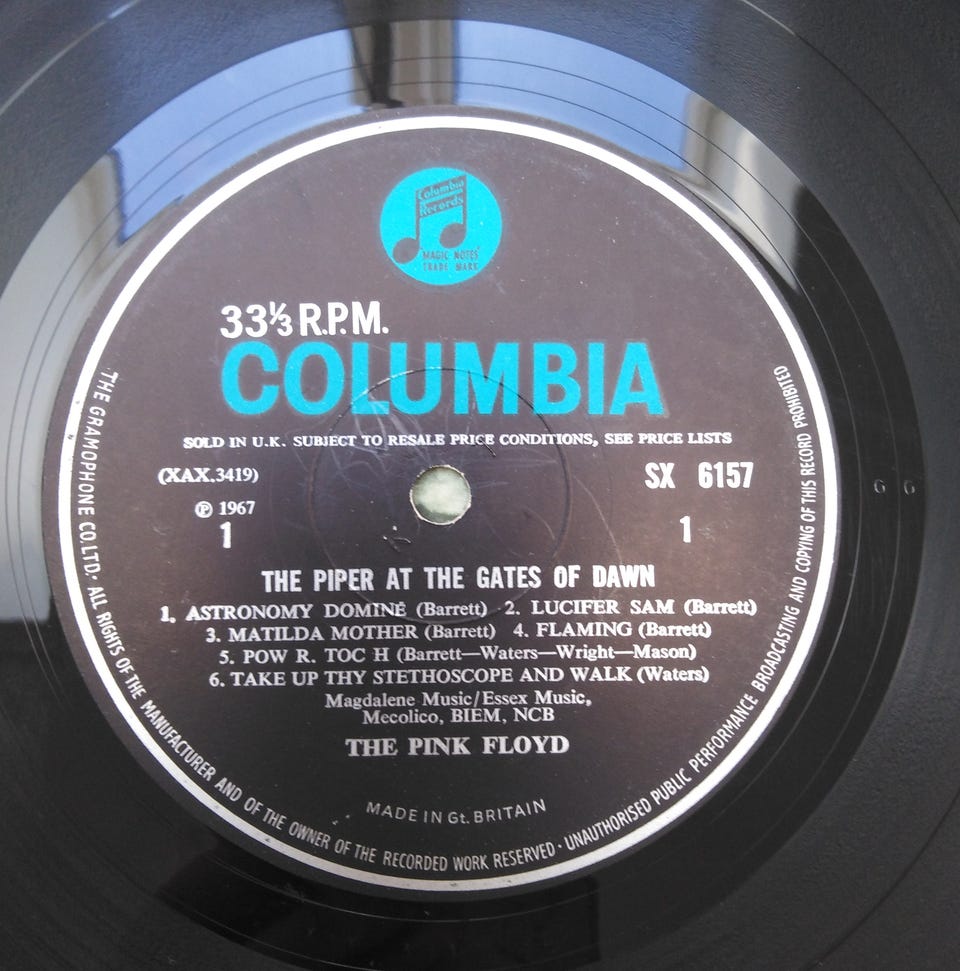 Columbia
Records
MAGIC NOTES
TRADE MARK
33⅓ R.P.M.
COLUMBIA
SOLD IN U.K. SUBJECT TO RESALE PRICE CONDITIONS, SEE PRICE LISTS
(XAX.3419)
SX 6157
℗ 1967
1
1
THE PIPER AT THE GATES OF DAWN
1. ASTRONOMY DOMINÉ (Barrett) 2. LUCIFER SAM (Barrett)
3. MATILDA MOTHER (Barrett) 4. FLAMING (Barrett)
5. POW R. TOC H (Barrett—Waters—Wright—Mason)
6. TAKE UP THY STETHOSCOPE AND WALK (Waters)
Magdalene Music/Essex Music,
Mecolico, BIEM, NCB
THE PINK FLOYD
MADE IN Gt. BRITAIN
THE GRAMOPHONE CO. LTD. ALL RIGHTS OF THE MANUFACTURER AND OF THE OWNER OF THE RECORDED WORK RESERVED · UNAUTHORISED PUBLIC PERFORMANCE BROADCASTING AND COPYING OF THIS RECORD PROHIBITED
G G